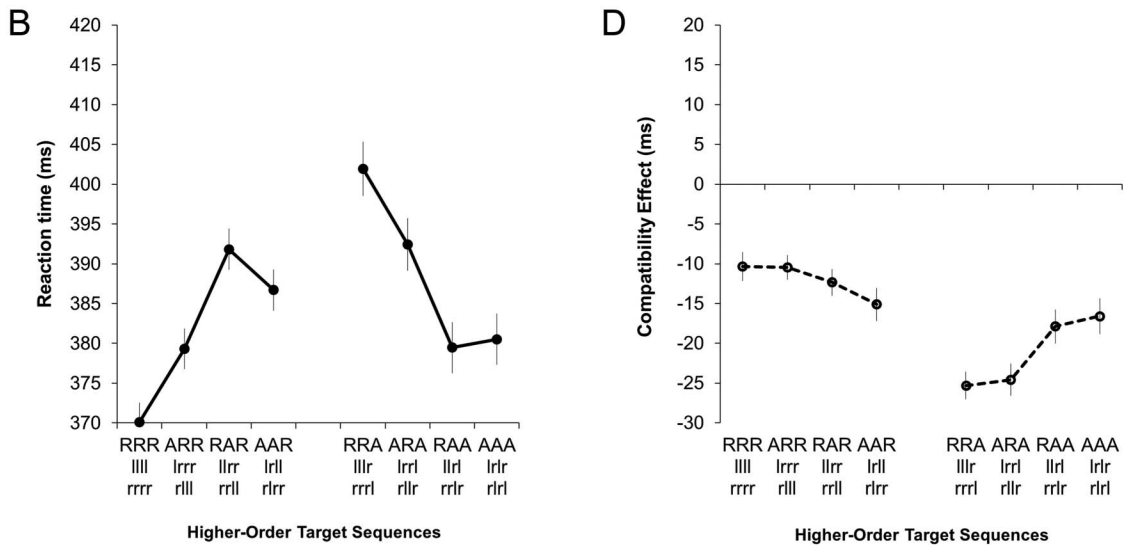 B
420
415
410
405
400
395
390
385
380
375
370
Reaction time (ms)
RRR ARR RAR AAR RRA ARA RAA AAA
llll lrrr llrr lrll lllr lrrl llrl lrlr
rrrr rlll rrll rlrr rrrl rllr rrlr rlrl
Higher-Order Target Sequences
D
20
15
10
5
0
-5
-10
-15
-20
-25
-30
Compatibility Effect (ms)
RRR ARR RAR AAR RRA ARA RAA AAA
llll lrrr llrr lrll lllr lrrl llrl lrlr
rrrr rlll rrll rlrr rrrl rllr rrlr rlrl
Higher-Order Target Sequences